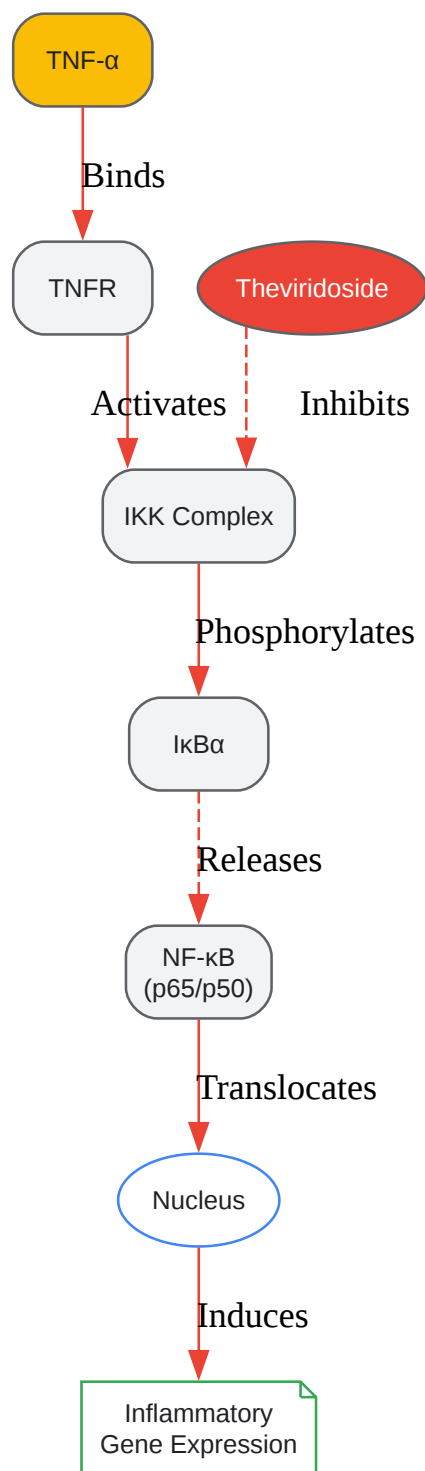 TNF-α
Binds
TNFR
Theviridoside
Activates
Inhibits
IKK Complex
Phosphorylates
IκBα
Releases
NF-κB
(p65/p50)
Translocates
Nucleus
Induces
Inflammatory
Gene Expression